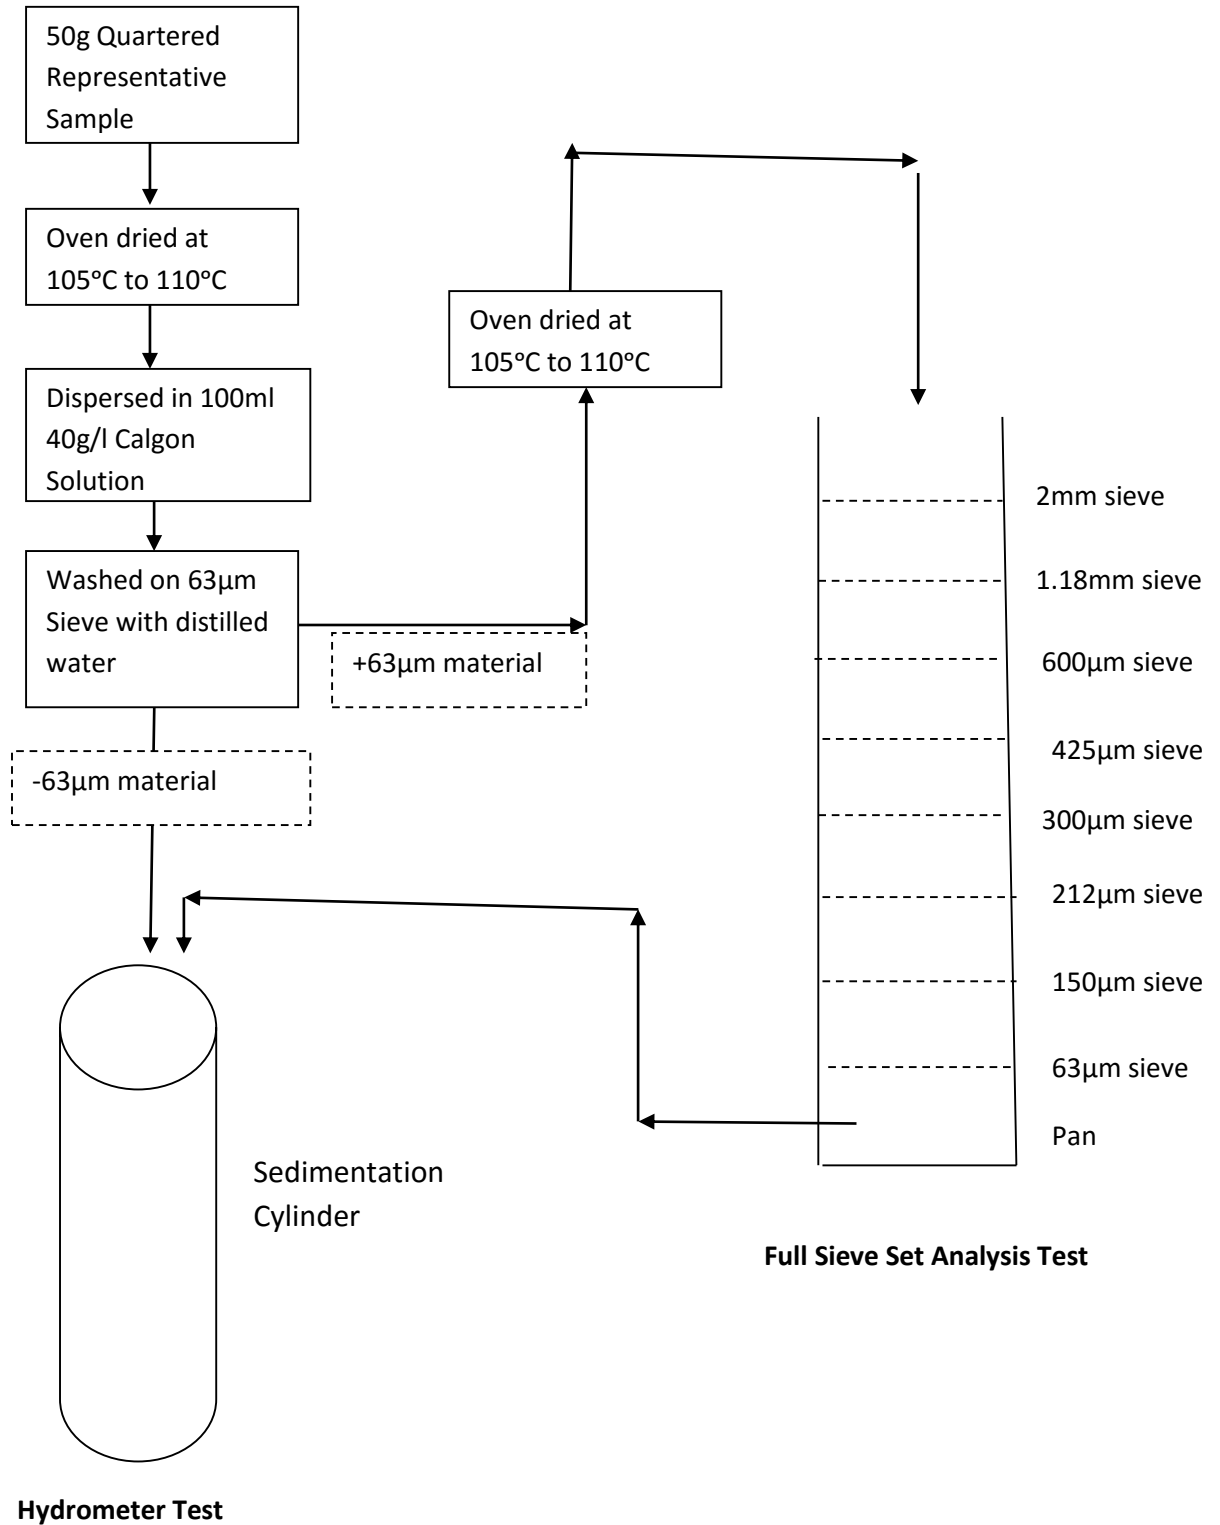 50g Quartered
Representative
Sample
Oven dried at
105°C to 110°C
Dispersed in 100ml
40g/l Calgon
Solution
Washed on 63µm
Sieve with distilled
water
+63µm material
-63µm material
Oven dried at
105°C to 110°C
2mm sieve
1.18mm sieve
600µm sieve
425µm sieve
300µm sieve
212µm sieve
150µm sieve
63µm sieve
Pan
Sedimentation
Cylinder
Full Sieve Set Analysis Test
Hydrometer Test